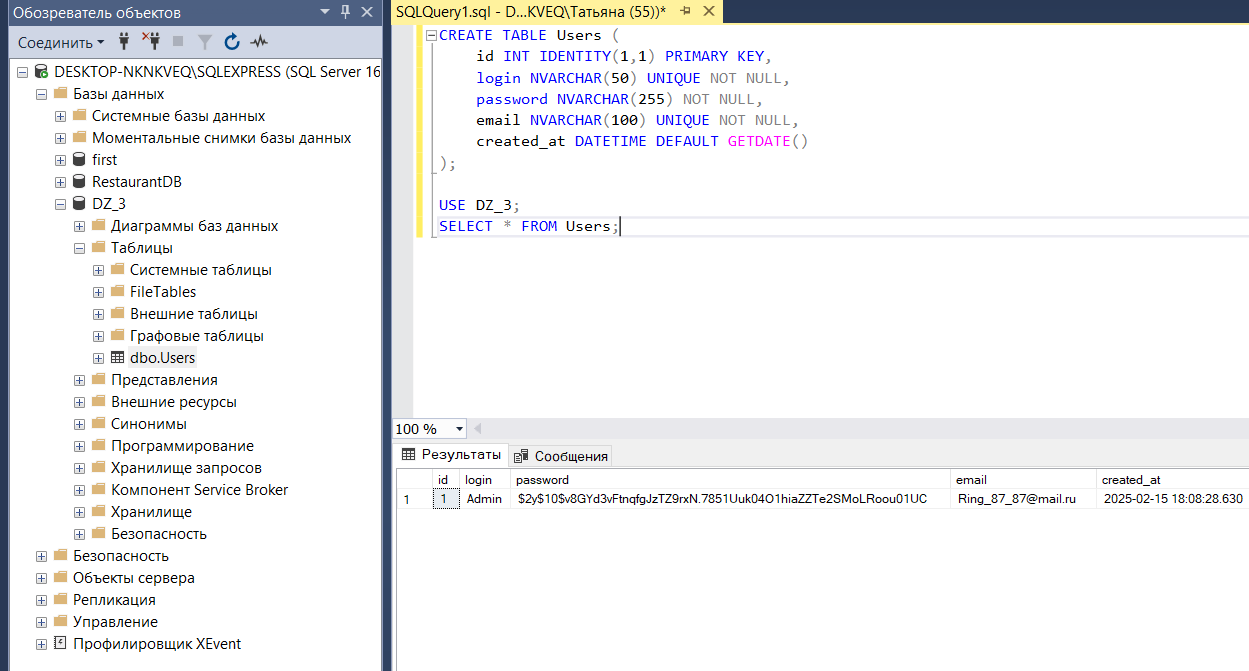 Обозреватель объектов
Соединить
DESKTOP-NKNKVEQ\SQLEXPRESS (SQL Server 16
Базы данных
Системные базы данных
Моментальные снимки базы данных
first
RestaurantDB
DZ_3
Диаграммы баз данных
Таблицы
Системные таблицы
FileTables
Внешние таблицы
Графовые таблицы
dbo.Users
Представления
Внешние ресурсы
Синонимы
Программирование
Хранилище запросов
Компонент Service Broker
Хранилище
Безопасность
Безопасность
Объекты сервера
Репликация
Управление
Профилировщик XEvent
SQLQuery1.sql - D...KVEQ\Татьяна (55))*
CREATE TABLE Users (
id INT IDENTITY(1,1) PRIMARY KEY,
login NVARCHAR(50) UNIQUE NOT NULL,
password NVARCHAR(255) NOT NULL,
email NVARCHAR(100) UNIQUE NOT NULL,
created_at DATETIME DEFAULT GETDATE()
);
USE DZ_3;
SELECT * FROM Users;
100 %
Результаты Сообщения
id login password email created_at
1 1 Admin $2y$10$v8GYd3vFtnqfgJzTZ9rxN.7851Uuk04O1hiaZZTe2SMoLRoou01UC Ring_87_87@mail.ru 2025-02-15 18:08:28.630